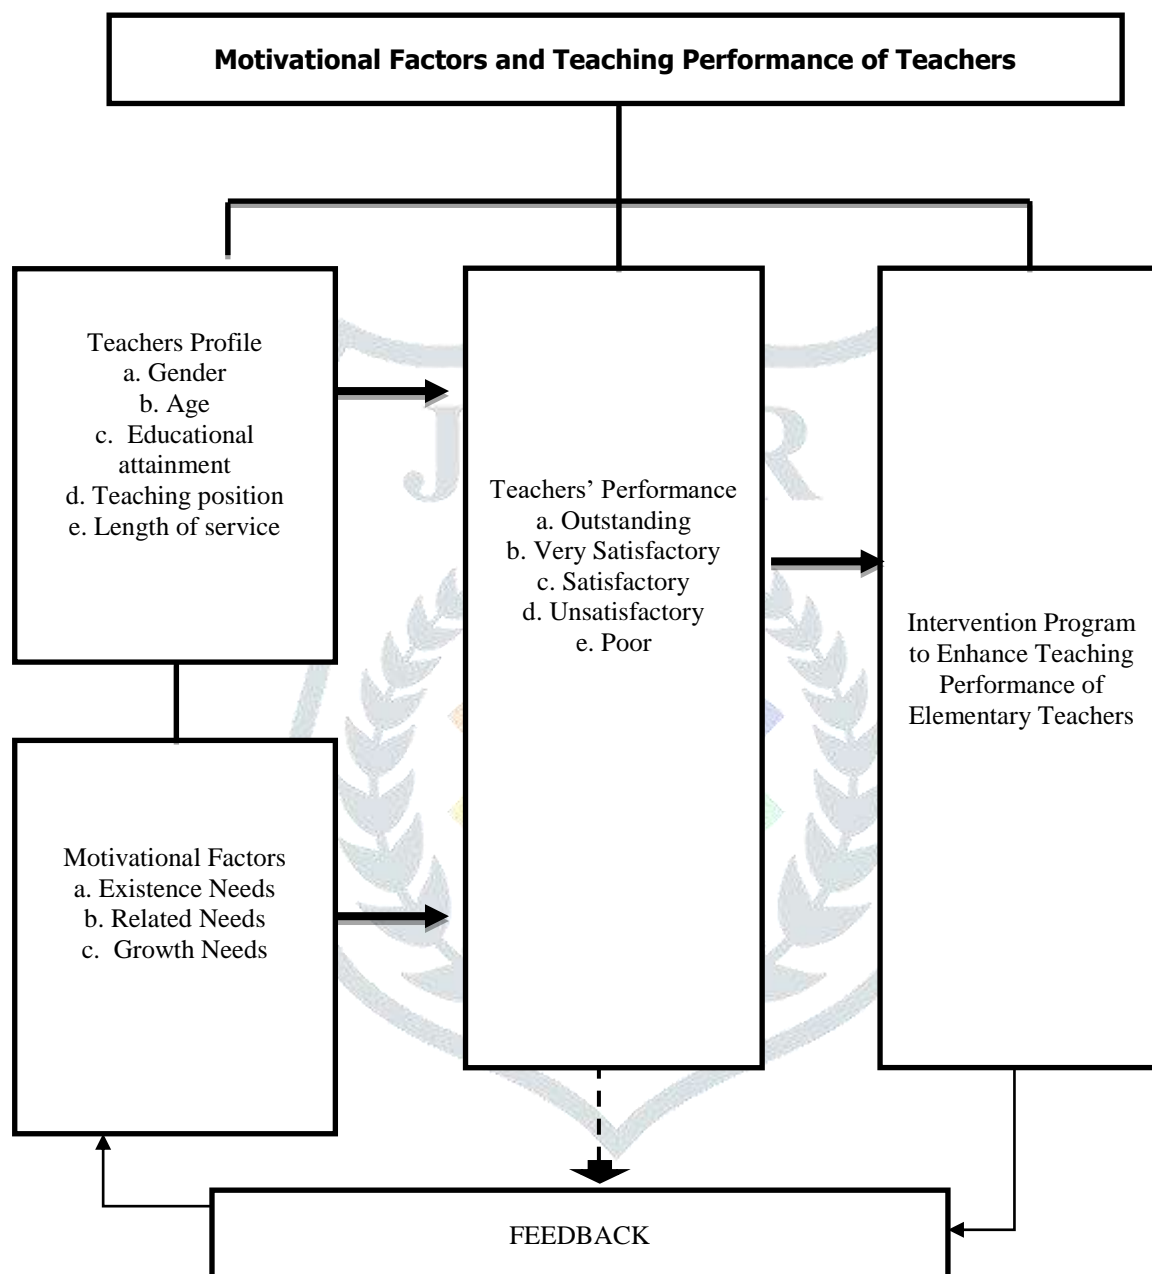 Motivational Factors and Teaching Performance of Teachers
Teachers Profile
a. Gender
b. Age
c. Educational
attainment
d. Teaching position
e. Length of service
Motivational Factors
a. Existence Needs
b. Related Needs
c. Growth Needs
Teachers’ Performance
a. Outstanding
b. Very Satisfactory
c. Satisfactory
d. Unsatisfactory
e. Poor
Intervention Program
to Enhance Teaching
Performance of
Elementary Teachers
FEEDBACK